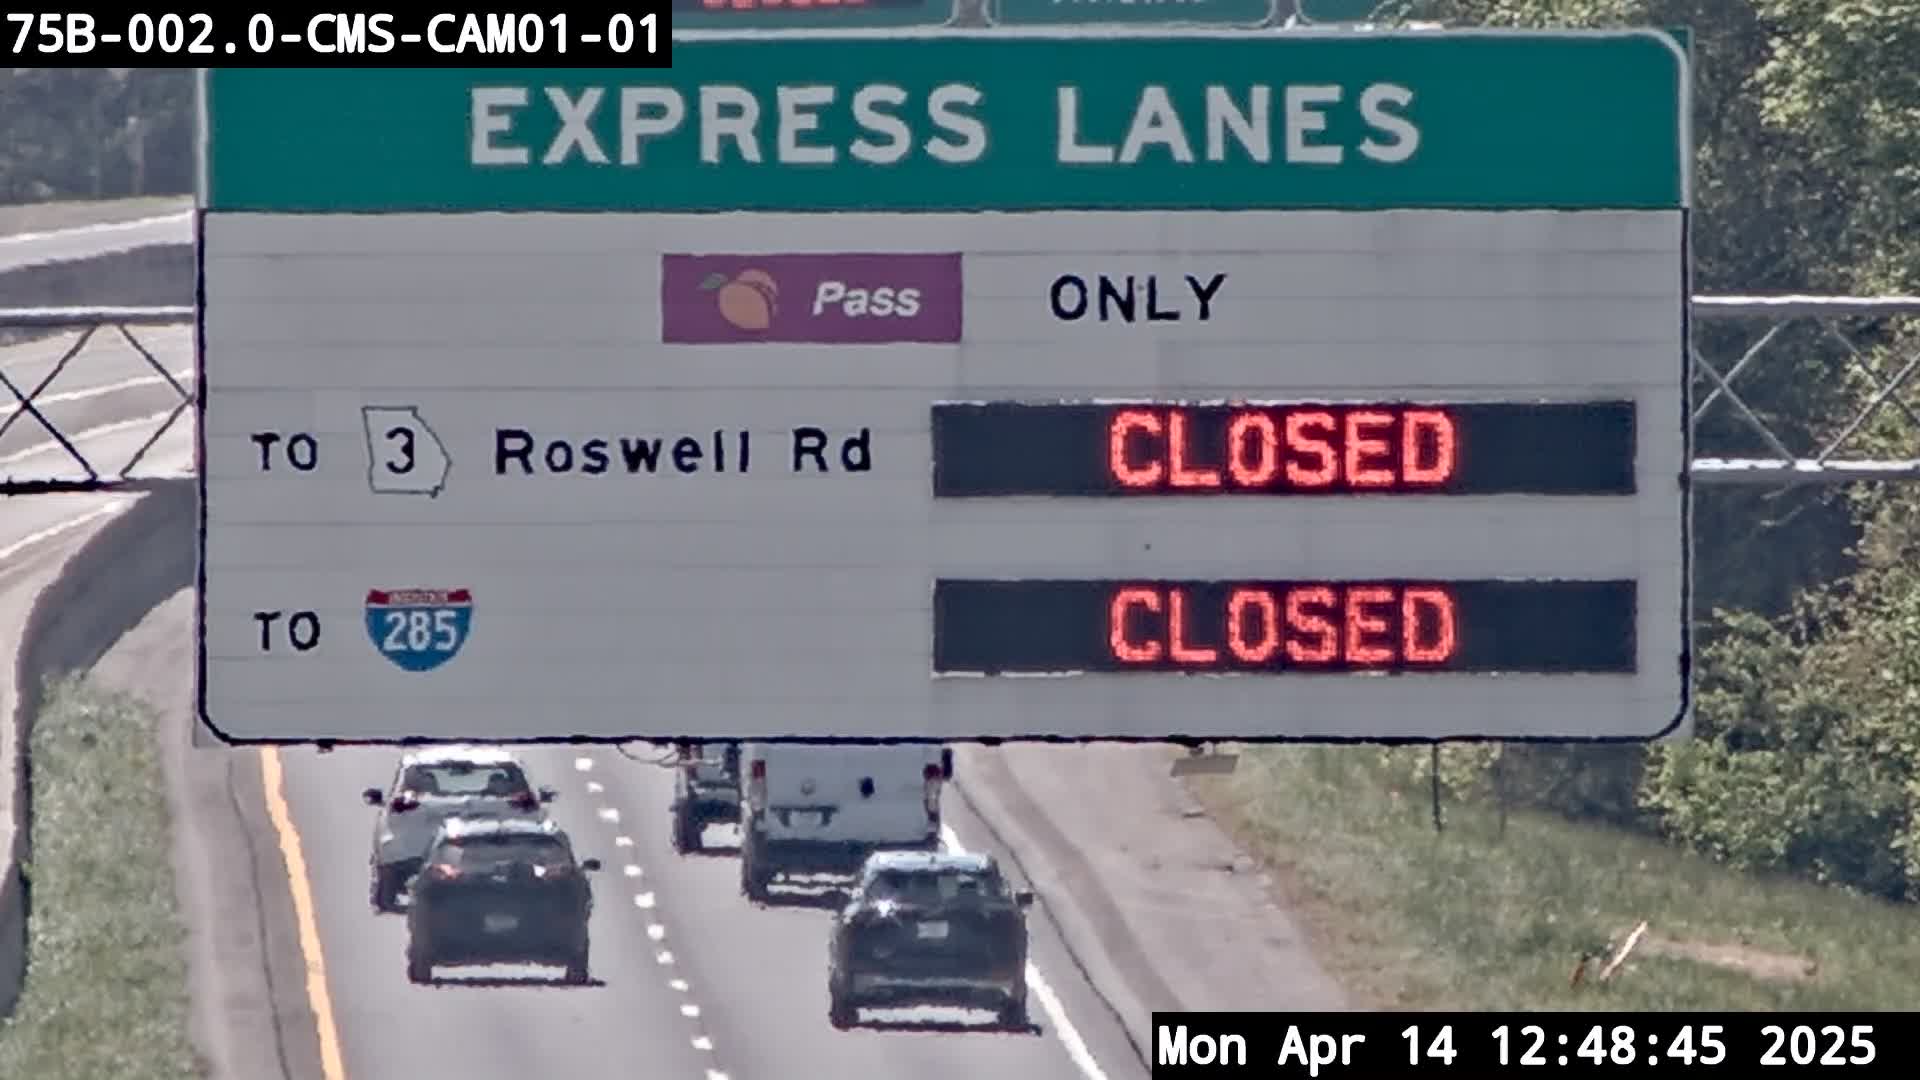 75B-002.0-CMS-CAM01-01
EXPRESS LANES
Pass ONLY
TO 3 Roswell Rd CLOSED
TO 285 CLOSED
Mon Apr 14 12:48:45 2025